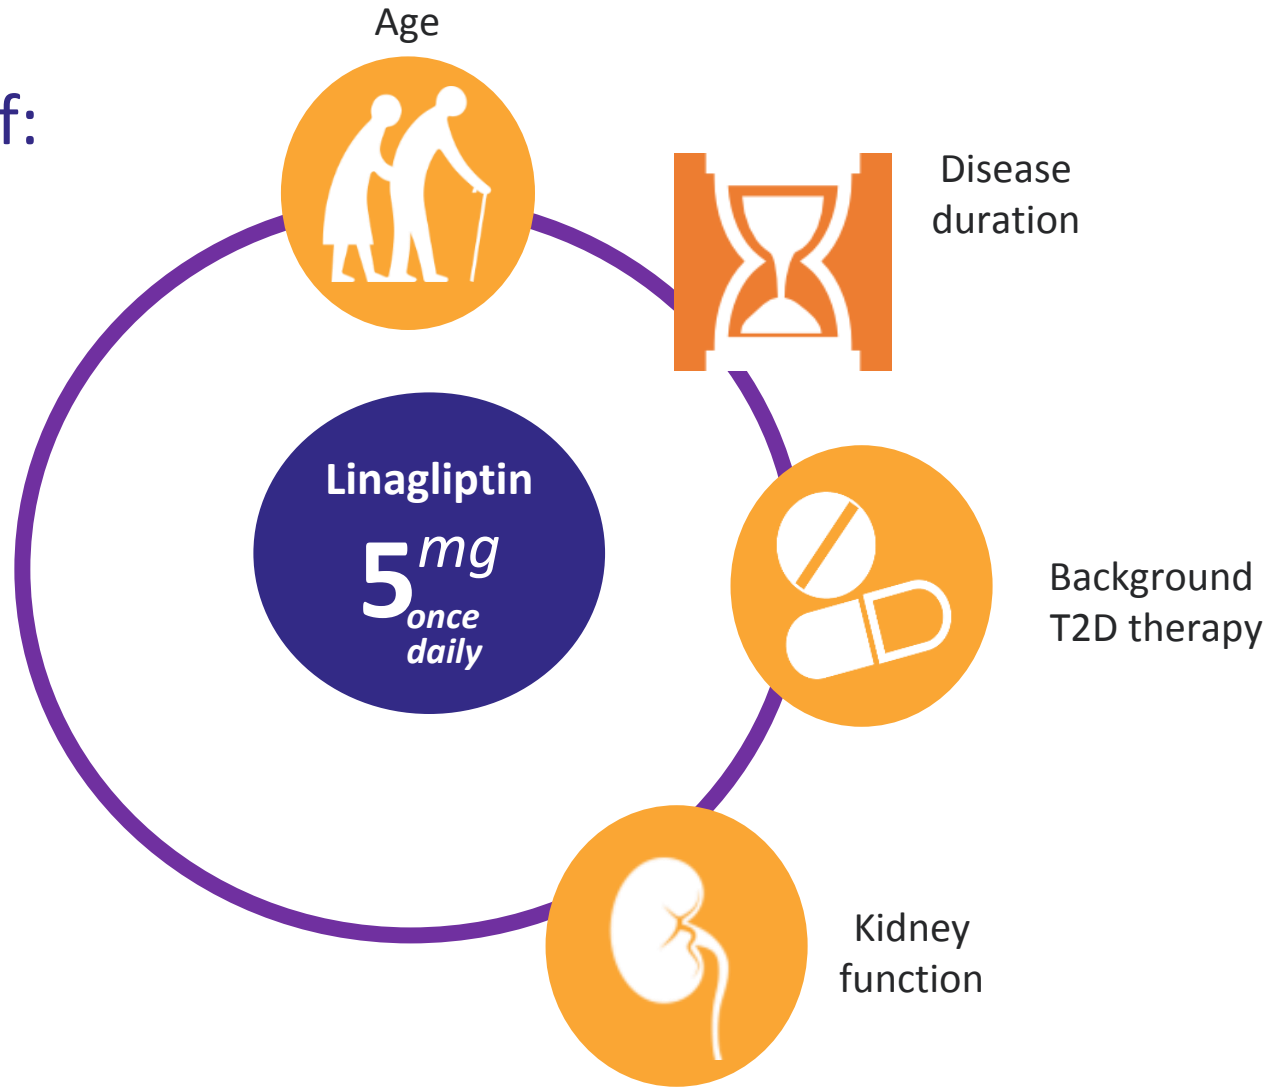 Age
f:
Disease
duration
Linagliptin
5 mg
once
daily
Background
T2D therapy
Kidney
function